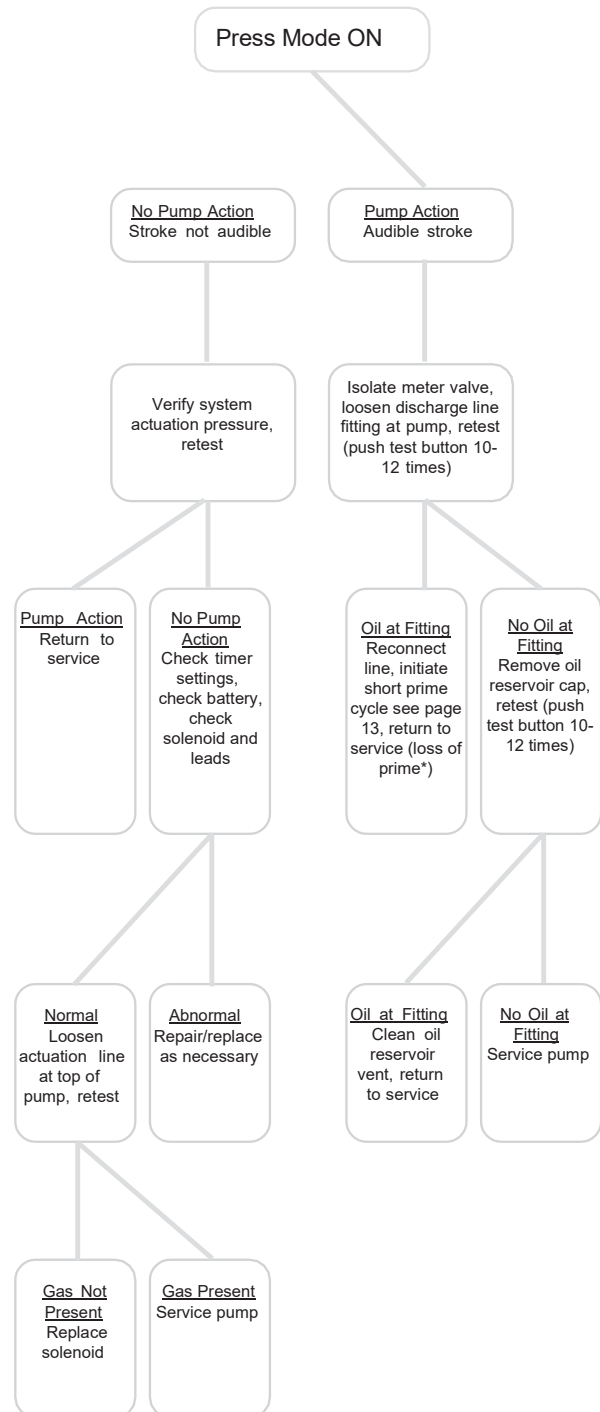 Press Mode ON
No Pump Action
Stroke not audible
Pump Action
Audible stroke
Verify system
actuation pressure,
retest
Isolate meter valve,
loosen discharge line
fitting at pump, retest
(push test button 10-
12 times)
Pump Action
Return to
service
No Pump
Action
Check timer
settings,
check battery,
check
solenoid and
leads
Oil at Fitting
Reconnect
line, initiate
short prime
cycle see page
13, return to
service (loss of
prime*)
No Oil at
Fitting
Remove oil
reservoir cap,
retest (push
test button 10-
12 times)
Normal
Loosen
actuation line
at top of
pump, retest
Abnormal
Repair/replace
as necessary
Oil at Fitting
Clean oil
reservoir
vent, return
to service
No Oil at
Fitting
Service pump
Gas Not
Present
Replace
solenoid
Gas Present
Service pump